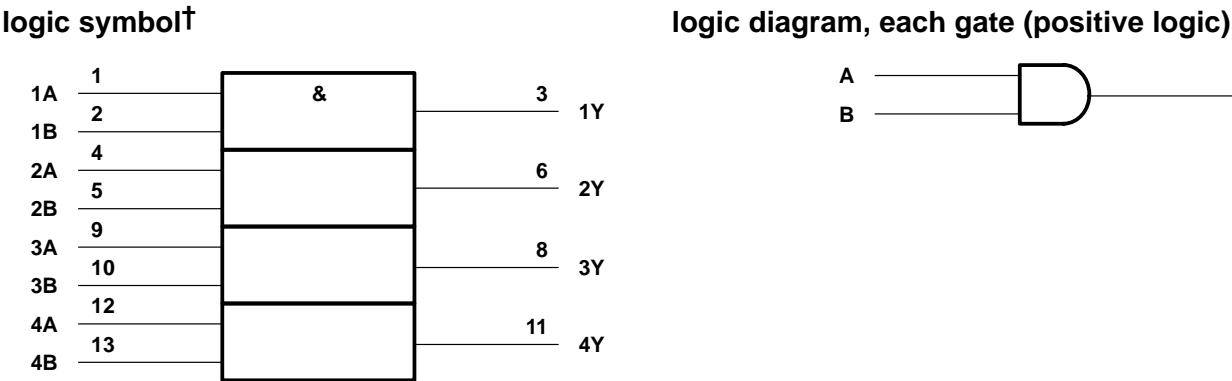 logic symbol†
1A 1
1B 2
2A 4
2B 5
3A 9
3B 10
4A 12
4B 13
&
3 1Y
6 2Y
8 3Y
11 4Y
logic diagram, each gate (positive logic)
A
B